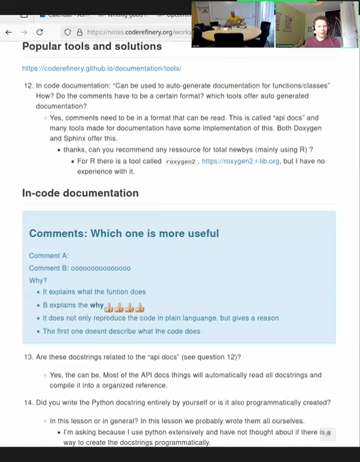 Calendar
Writing good
Upcoming
https://notes.coderefinery.org/works
Popular tools and solutions
https://coderefinery.github.io/documentation/tools/
12. In code documentation: “Can be used to auto-generate documentation for functions/classes”
How? Do the comments have to be a certain format? which tools offer auto generated
documentation?
Yes, comments need to be in a format that can be read. This is called “api docs” and
many tools made for documentation have some implementation of this. Both Doxygen
and Sphinx offer this.
thanks, can you recommend any ressource for total newbys (mainly using R) ?
For R there is a tool called roxygen2, https://roxygen2.r-lib.org, but I have no
experience with it.
In-code documentation
Comments: Which one is more useful
Comment A:
Comment B: ooooooooooooooo
Why?
It explains what the funtion does
B explains the why👍👍👍👍
It does not only reproduce the code in plain languange, but gives a reason
The first one doesnt describe what the code does
13. Are these docstrings related to the “api docs” (see question 12)?
Yes, the can be. Most of the API docs things will automatically read all docstrings and
compile it into a organized reference.
14. Did you write the Python docstring entirely by yourself or is it also programatically created?
In this lesson or in general? In this lesson we probably wrote them all ourselves.
I'm asking because I use python extensively and have not thought about if there is a
way to create the docstrings programatically.